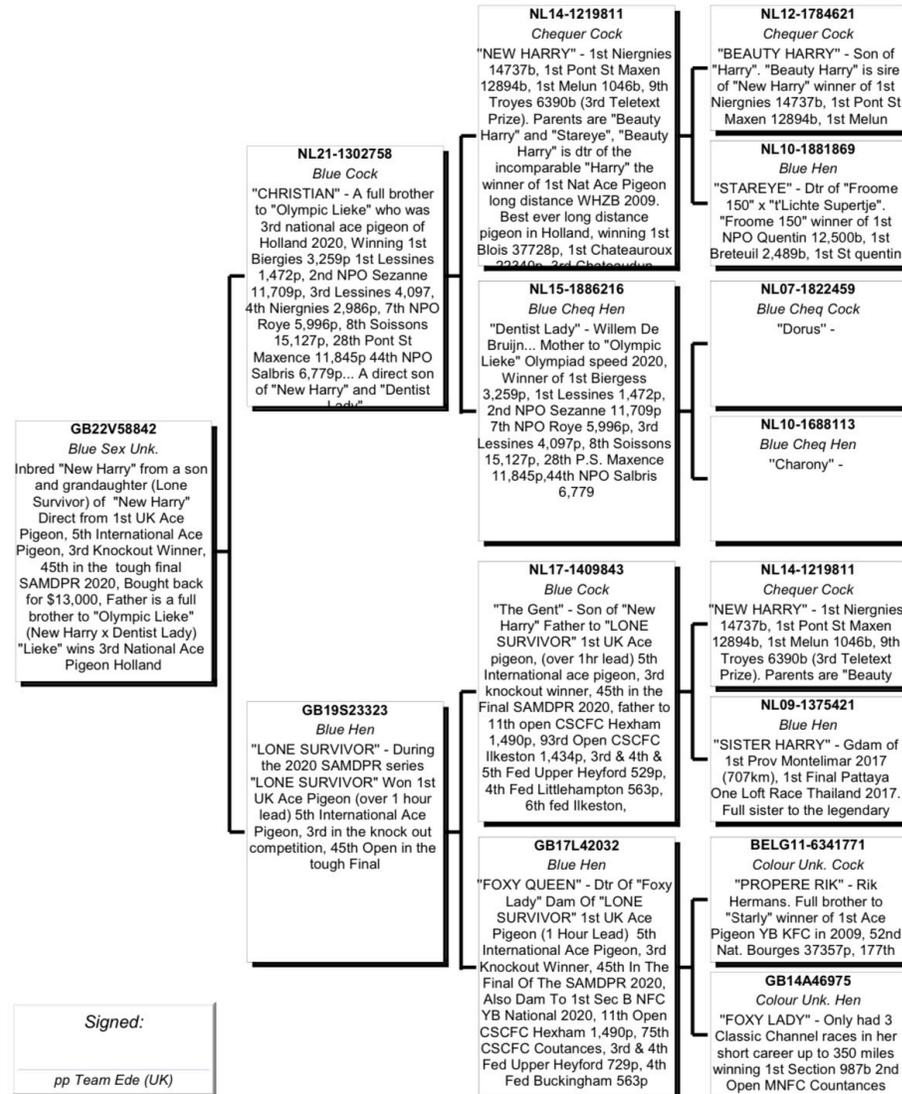 GB22V58842
Blue Sex Unk.
Inbred "New Harry" from a son
and grandaughter (Lone
Survivor) of "New Harry"
Direct from 1st UK Ace
Pigeon, 5th International Ace
Pigeon, 3rd Knockout Winner,
45th in the tough final
SAMDPR 2020, Bought back
for $13,000, Father is a full
brother to "Olympic Lieke"
(New Harry x Dentist Lady)
"Lieke" wins 3rd National Ace
Pigeon Holland
NL21-1302758
Blue Cock
"CHRISTIAN" - A full brother
to "Olympic Lieke" who was
3rd national ace pigeon of
Holland 2020, Winning 1st
Biergies 3,259p 1st Lessines
1,472p, 2nd NPO Sezanne
11,709p, 3rd Lessines 4,097,
4th Niergnies 2,986p, 7th NPO
Roye 5,996p, 8th Soissons
15,127p, 28th Pont St
Maxence 11,845p 44th NPO
Salbris 6,779p... A direct son
of "New Harry" and "Dentist
Lady"
GB19S23323
Blue Hen
"LONE SURVIVOR" - During
the 2020 SAMDPR series
"LONE SURVIVOR" Won 1st
UK Ace Pigeon (over 1 hour
lead) 5th International Ace
Pigeon, 3rd in the knock out
competition, 45th Open in the
tough Final
NL14-1219811
Chequer Cock
"NEW HARRY" - 1st Niergnies
14737b, 1st Pont St Maxen
12894b, 1st Melun 1046b, 9th
Troyes 6390b (3rd Teletext
Prize). Parents are "Beauty
Harry" and "Stareye", "Beauty
Harry" is dtr of the
incomparable "Harry" the
winner of 1st Nat Ace Pigeon
long distance WHZB 2009.
Best ever long distance
pigeon in Holland, winning 1st
Blois 37728p, 1st Chateauroux
22340p, 3rd Chateaudun
NL15-1886216
Blue Cheq Hen
"Dentist Lady" - Willem De
Bruijn... Mother to "Olympic
Lieke" Olympiad speed 2020,
Winner of 1st Biergess
3,259p, 1st Lessines 1,472p,
2nd NPO Sezanne 11,709p
7th NPO Roye 5,996p, 3rd
Lessines 4,097p, 8th Soissons
15,127p, 28th P.S. Maxence
11,845p,44th NPO Salbris
6,779
NL17-1409843
Blue Cock
"The Gent" - Son of "New
Harry" Father to "LONE
SURVIVOR" 1st UK Ace
pigeon, (over 1hr lead) 5th
International ace pigeon, 3rd
knockout winner, 45th in the
Final SAMDPR 2020, father to
11th open CSCFC Hexham
1,490p, 93rd Open CSCFC
Ilkeston 1,434p, 3rd & 4th &
5th Fed Upper Heyford 529p,
4th Fed Littlehampton 563p,
6th fed Ilkeston,
GB17L42032
Blue Hen
"FOXY QUEEN" - Dtr Of "Foxy
Lady" Dam Of "LONE
SURVIVOR" 1st UK Ace
Pigeon (1 Hour Lead) 5th
International Ace Pigeon, 3rd
Knockout Winner, 45th In The
Final Of The SAMDPR 2020,
Also Dam To 1st Sec B NFC
YB National 2020, 11th Open
CSCFC Hexham 1,490p, 75th
CSCFC Coutances, 3rd & 4th
Fed Upper Heyford 729p, 4th
Fed Buckingham 563p
NL12-1784621
Chequer Cock
"BEAUTY HARRY" - Son of
"Harry". "Beauty Harry" is sire
of "New Harry" winner of 1st
Niergnies 14737b, 1st Pont St
Maxen 12894b, 1st Melun
NL10-1881869
Blue Hen
"STAREYE" - Dtr of "Froome
150" x "t'Lichte Supertje".
"Froome 150" winner of 1st
NPO Quentin 12,500b, 1st
Breteuil 2,489b, 1st St quentin
NL07-1822459
Blue Cheq Cock
"Dorus" -
NL10-1688113
Blue Cheq Hen
"Charony" -
NL14-1219811
Chequer Cock
"NEW HARRY" - 1st Niergnies
14737b, 1st Pont St Maxen
12894b, 1st Melun 1046b, 9th
Troyes 6390b (3rd Teletext
Prize). Parents are "Beauty
NL09-1375421
Blue Hen
"SISTER HARRY" - Gdam of
1st Prov Montelimar 2017
(707km), 1st Final Pattaya
One Loft Race Thailand 2017.
Full sister to the legendary
BELG11-6341771
Colour Unk. Cock
"PROPERE RIK" - Rik
Hermans. Full brother to
"Starly" winner of 1st Ace
Pigeon YB KFC in 2009, 52nd
Nat. Bourges 37357p, 177th
GB14A46975
Colour Unk. Hen
"FOXY LADY" - Only had 3
Classic Channel races in her
short career up to 350 miles
winning 1st Section 987b 2nd
Open MNFC Countances
Signed:
pp Team Ede (UK)